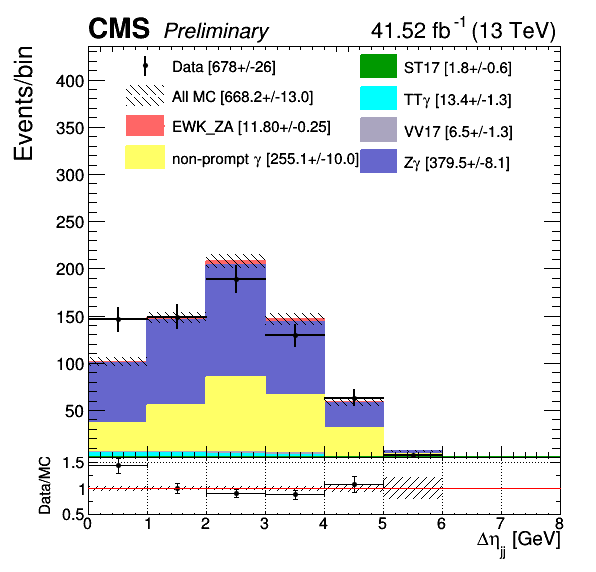 CMS Preliminary 41.52 fb⁻¹ (13 TeV)
Events/bin
Data [678+/-26]
All MC [668.2+/-13.0]
EWK_ZA [11.80+/-0.25]
non-prompt γ [255.1+/-10.0]
ST17 [1.8+/-0.6]
TTγ [13.4+/-1.3]
VV17 [6.5+/-1.3]
Zγ [379.5+/-8.1]
400
350
300
250
200
150
100
50
Data/MC
1.5
1
0.5
0 1 2 3 4 5 6 7 8
Δηjj [GeV]